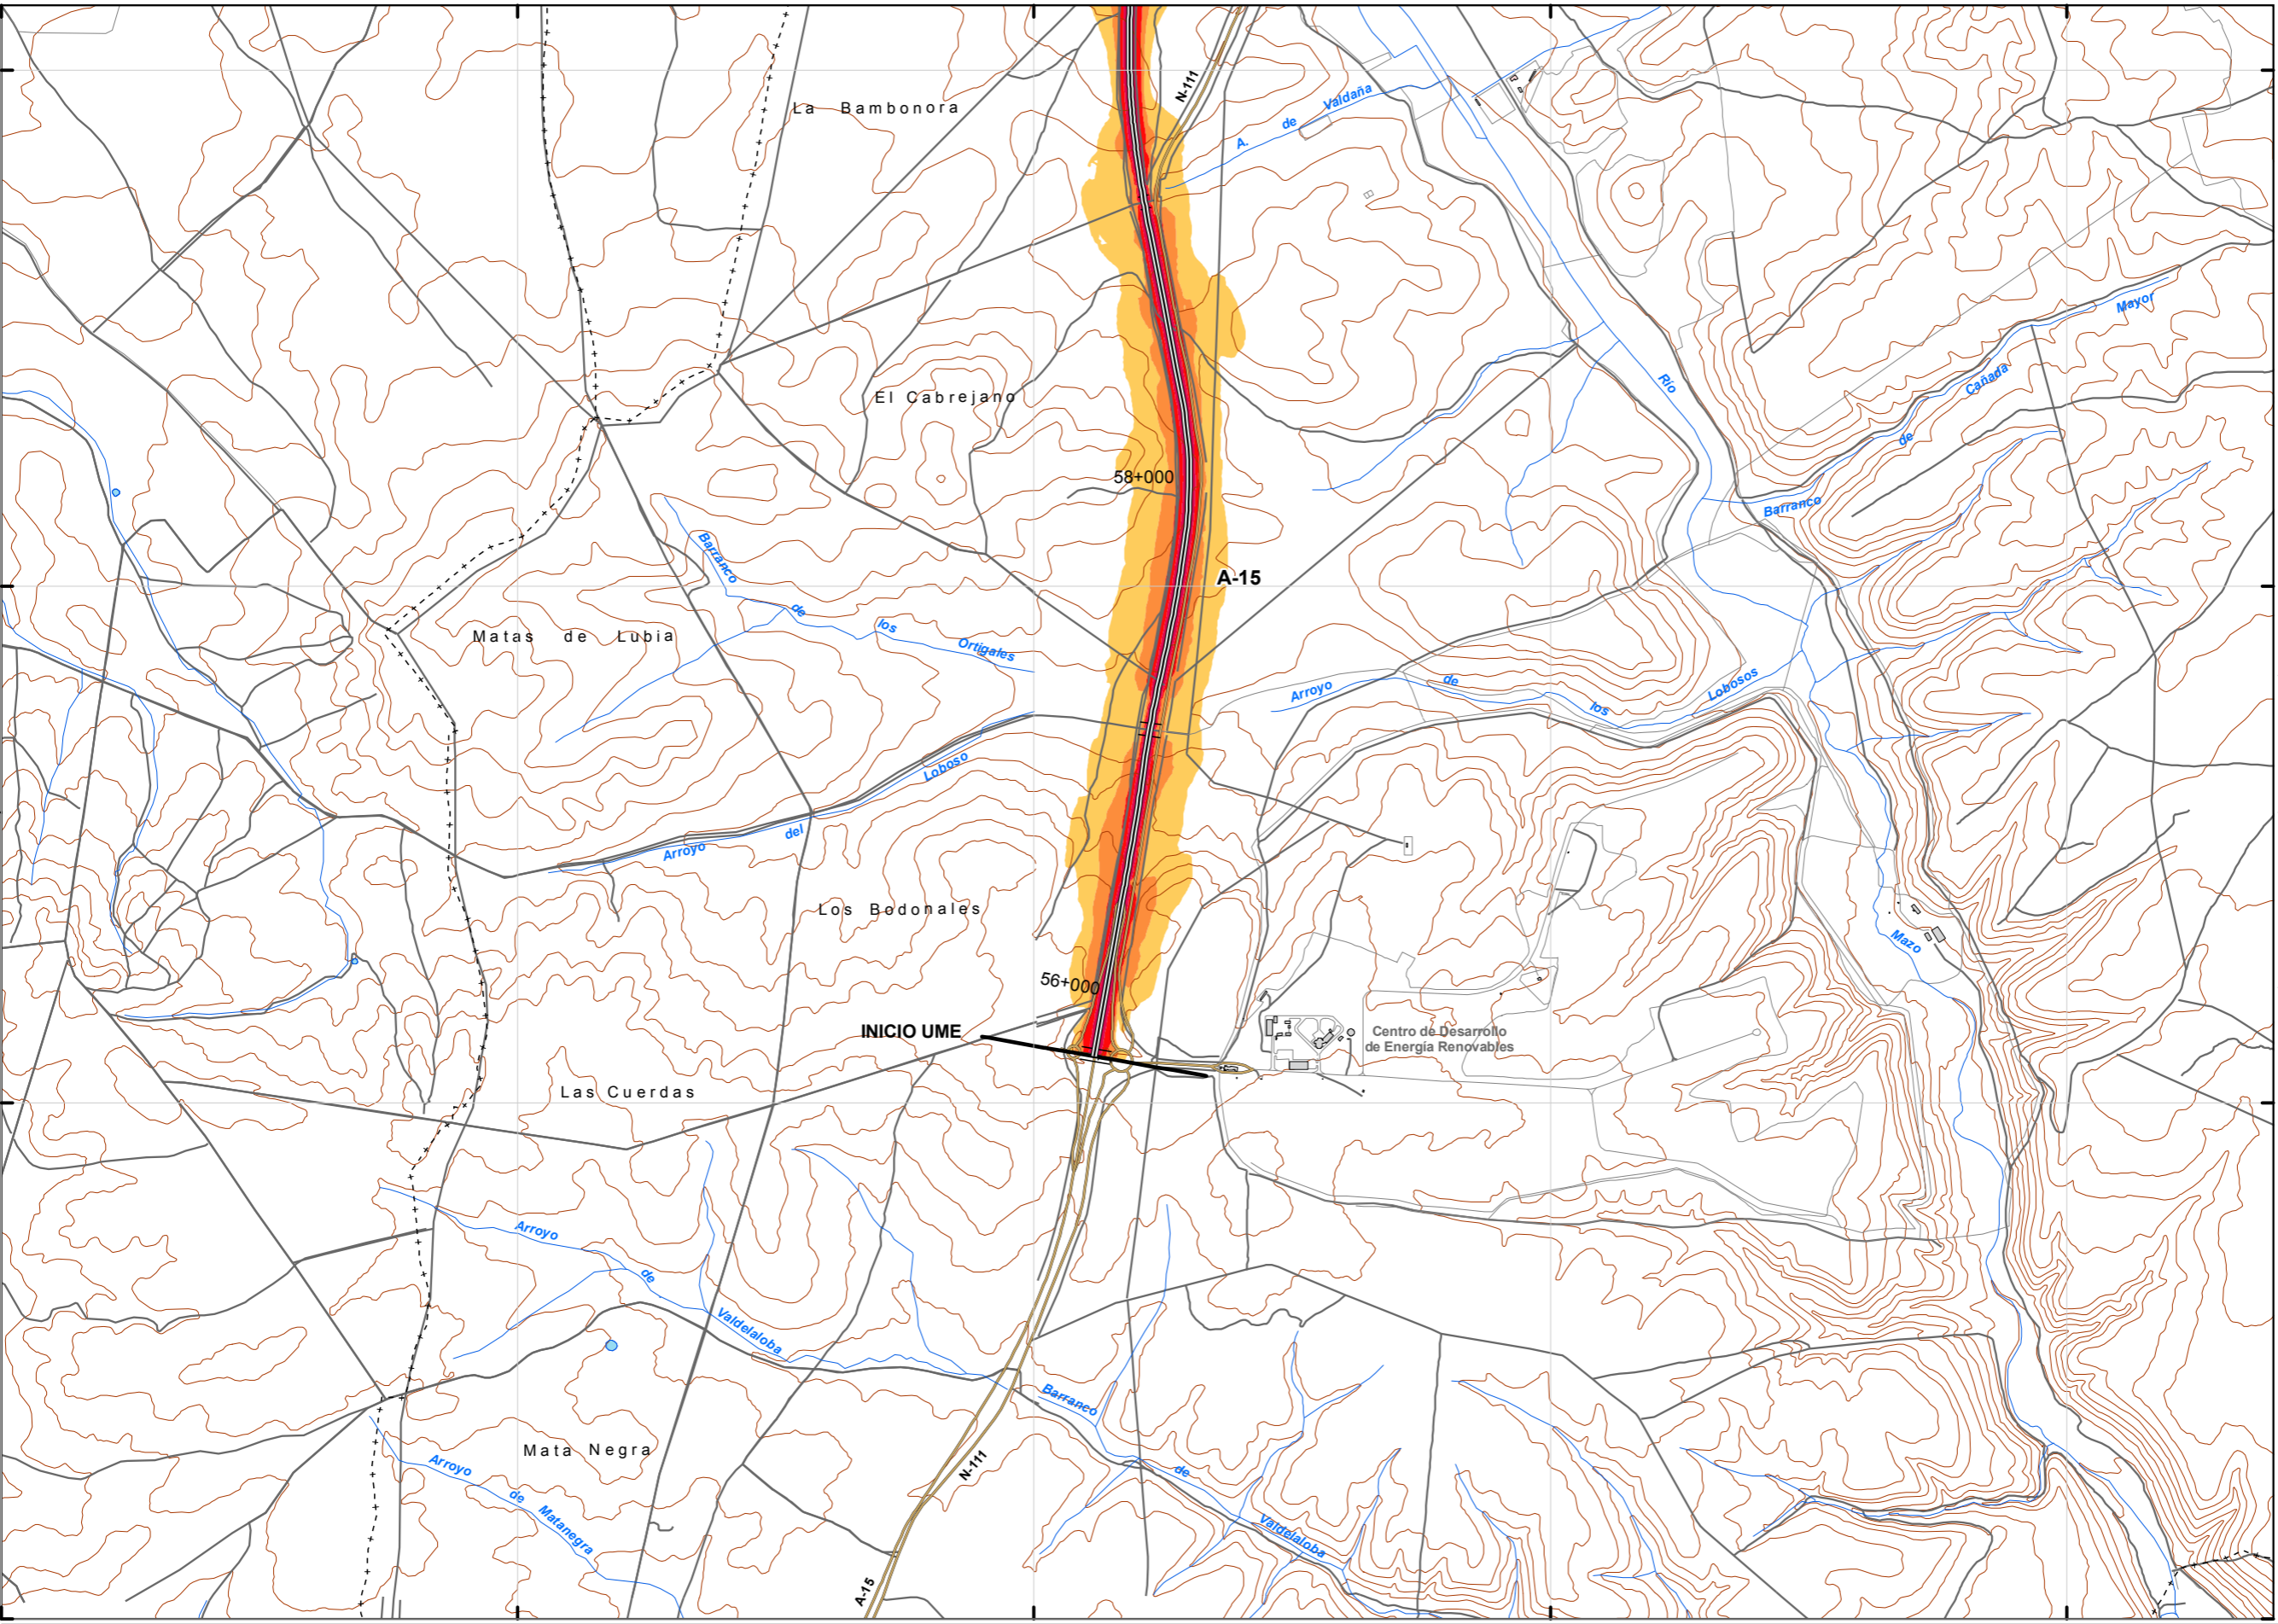 La Bambonora
N-111
A. de Valdaña
Mayor
Cañada
de
Barranco
Río
El Cabrejano
58+000
A-15
Barranco de los Ortigales
Matas de Lubia
Arroyo de los Lobosos
Arroyo del Loboso
Los Bodonales
Mazo
56+000
INICIO UME
Centro de Desarrollo
de Energía Renovables
Las Cuerdas
Arroyo de Valdelaloba
Barranco de Valdelaloba
Mata Negra
N-111
Arroyo de Matanegra
A-15